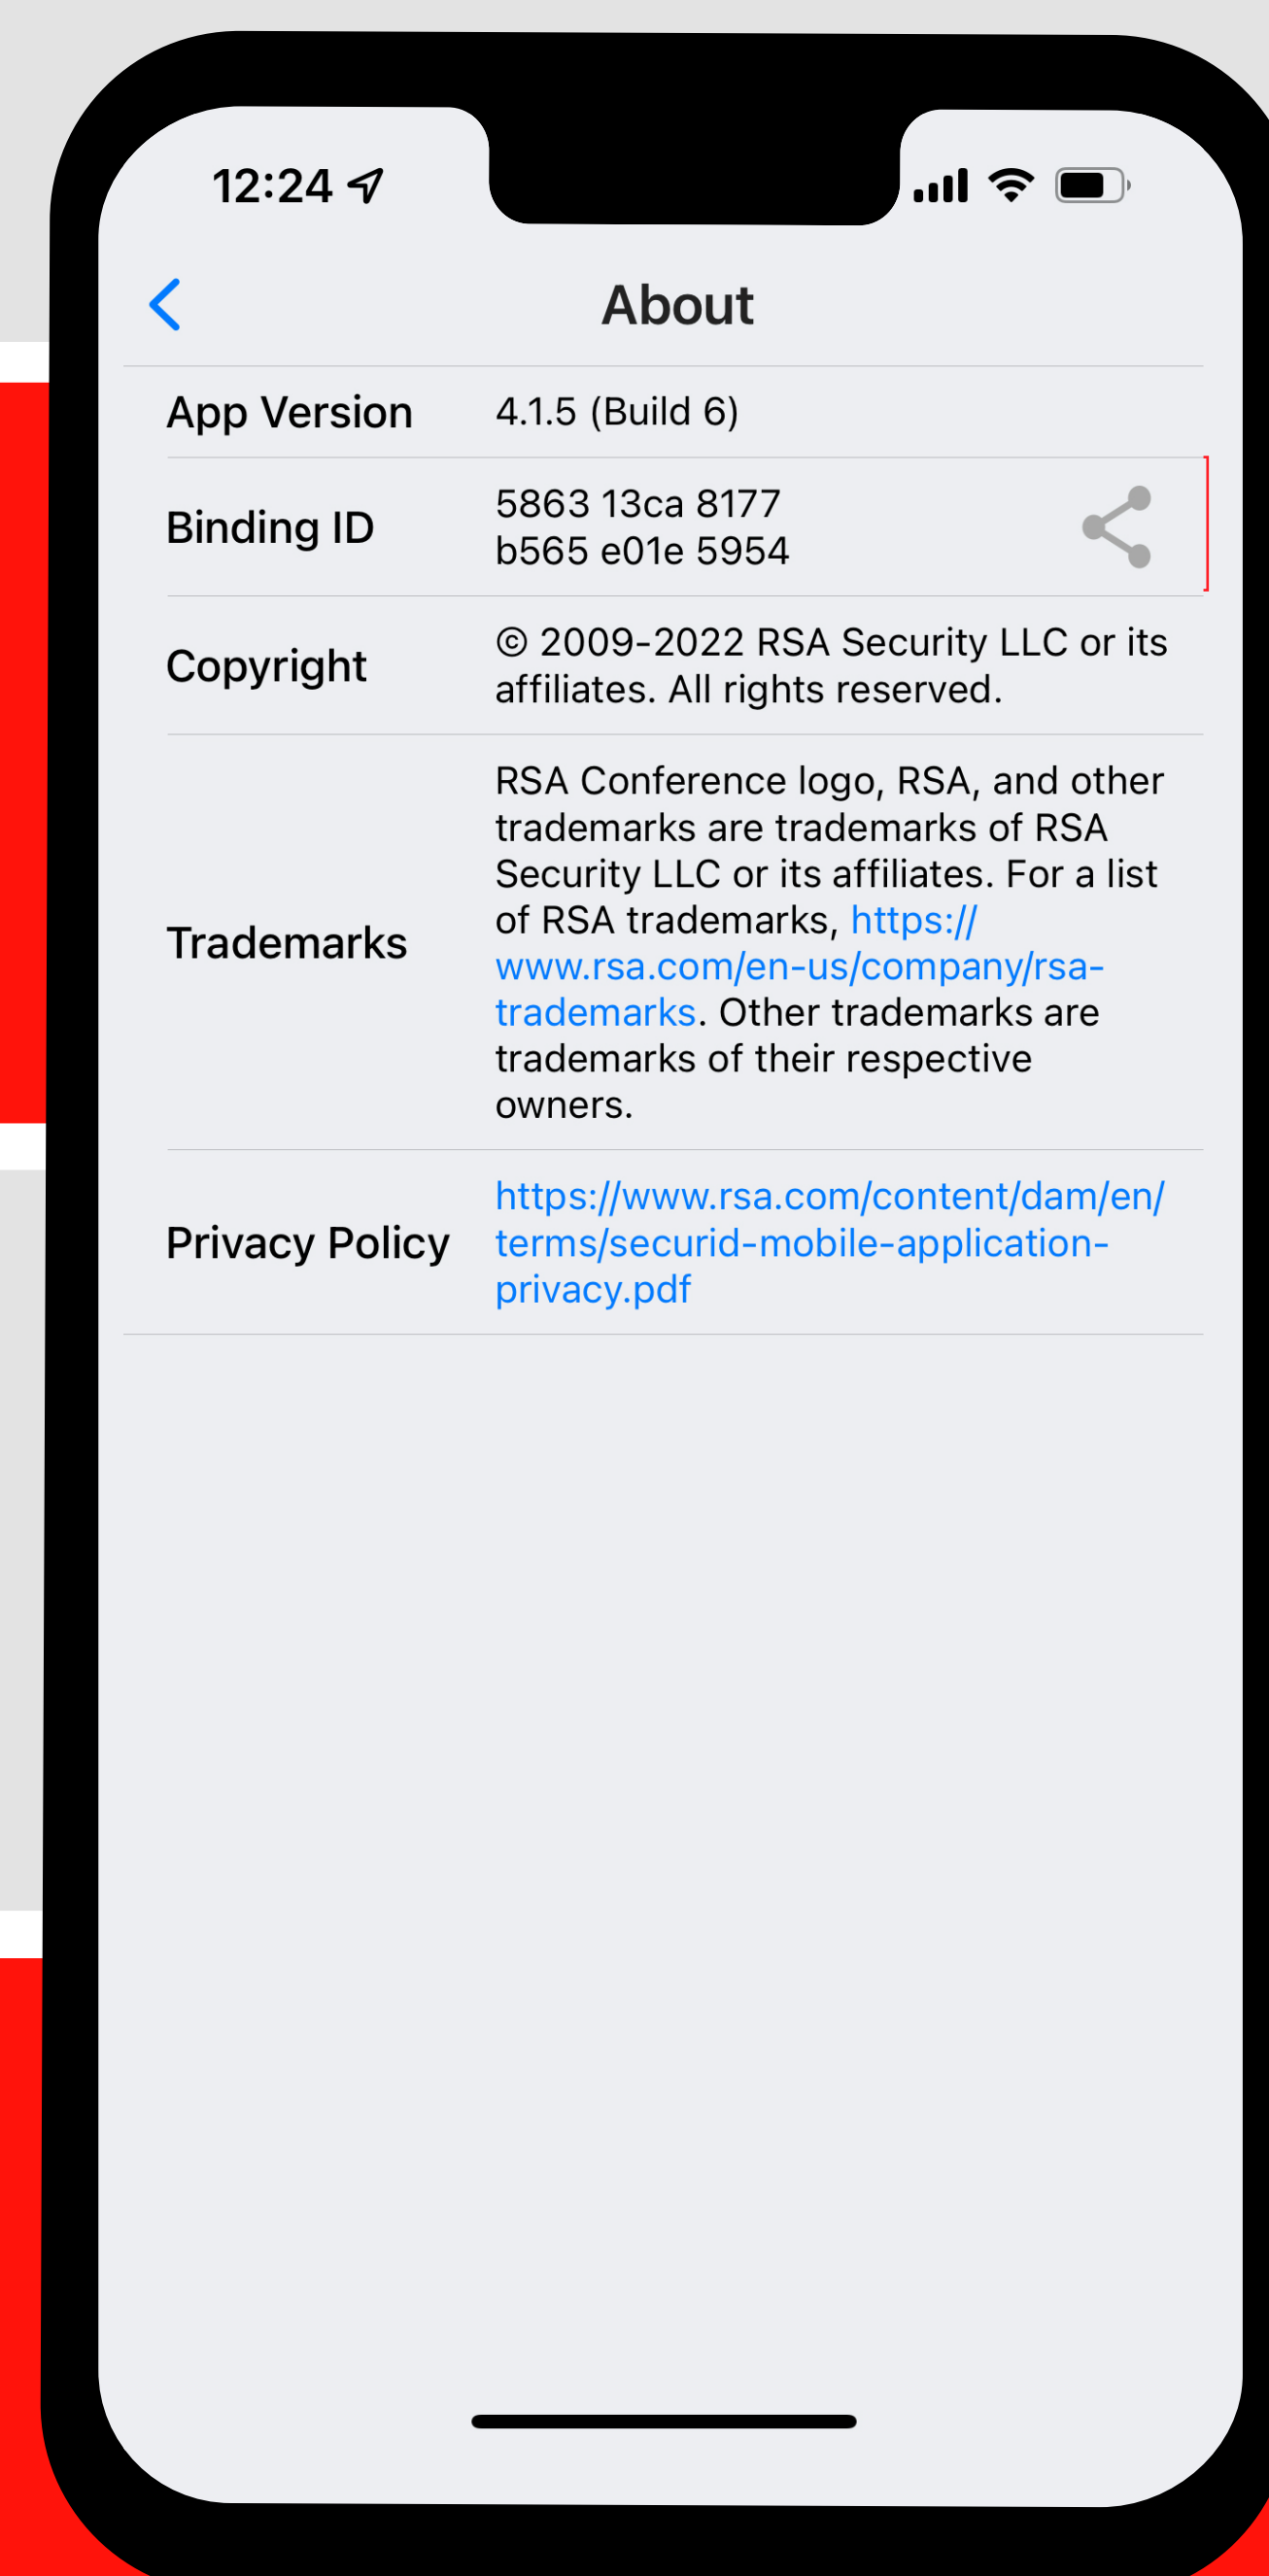 12:24
About
App Version
4.1.5 (Build 6)
Binding ID
5863 13ca 8177
b565 e01e 5954
Copyright
© 2009-2022 RSA Security LLC or its
affiliates. All rights reserved.
Trademarks
RSA Conference logo, RSA, and other
trademarks are trademarks of RSA
Security LLC or its affiliates. For a list
of RSA trademarks, https://
www.rsa.com/en-us/company/rsa-
trademarks. Other trademarks are
trademarks of their respective
owners.
Privacy Policy
https://www.rsa.com/content/dam/en/
terms/securid-mobile-application-
privacy.pdf